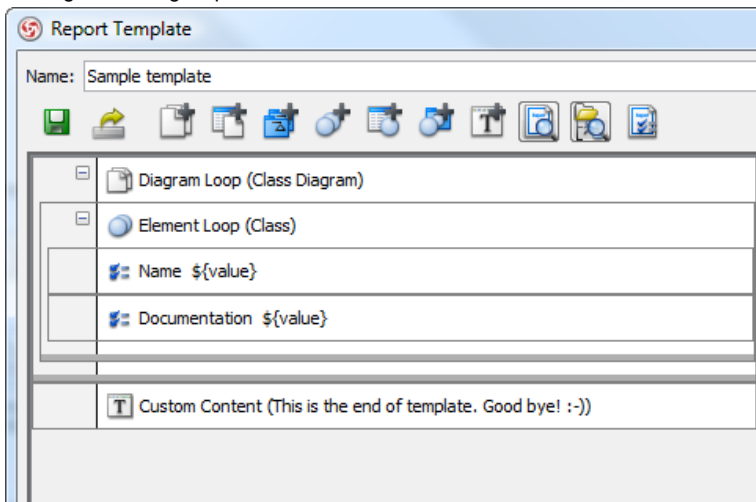 Report Template
Name: Sample template
Diagram Loop (Class Diagram)
Element Loop (Class)
Name ${value}
Documentation ${value}
T Custom Content (This is the end of template. Good bye! :-))